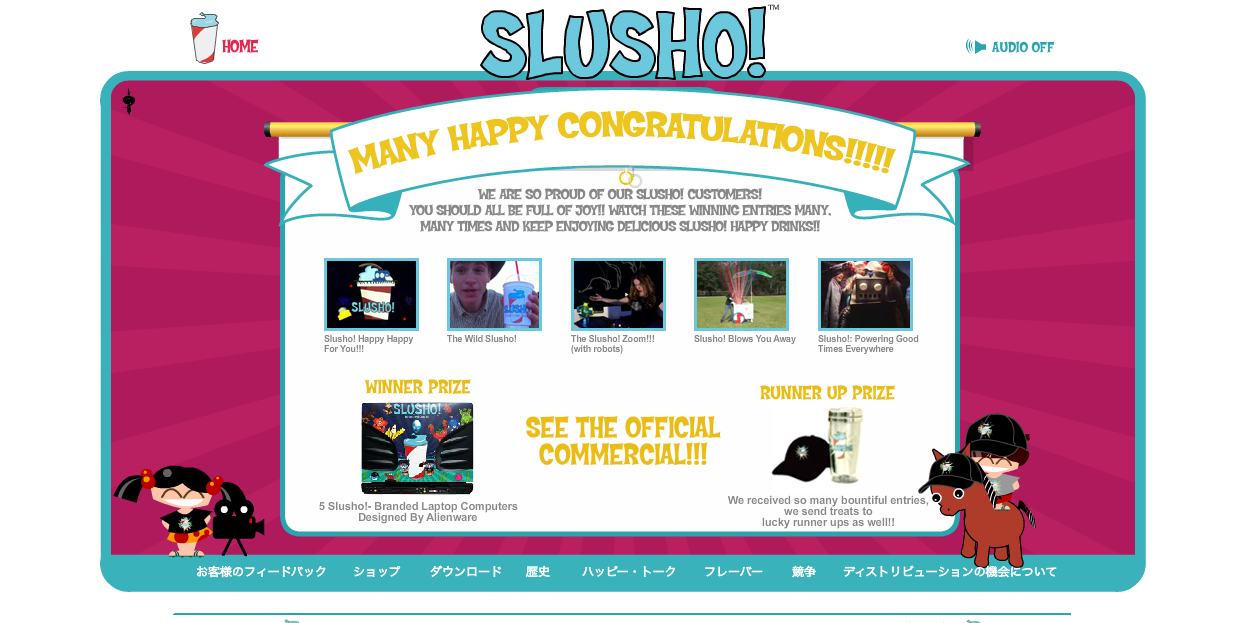 HOME
SLUSHO!™
AUDIO OFF
MANY HAPPY CONGRATULATIONS!!!!!
WE ARE SO PROUD OF OUR SLUSHO! CUSTOMERS!
YOU SHOULD ALL BE FULL OF JOY!! WATCH THESE WINNING ENTRIES MANY,
MANY TIMES AND KEEP ENJOYING DELICIOUS SLUSHO! HAPPY DRINKS!!
SLUSHO!
Slusho! Happy Happy
For You!!!
The Wild Slusho!
The Slusho! Zoom!!!
(with robots)
Slusho! Blows You Away
Slusho!: Powering Good
Times Everywhere
WINNER PRIZE
SLUSHO!
5 Slusho!- Branded Laptop Computers
Designed By Alienware
SEE THE OFFICIAL
COMMERCIAL!!!
RUNNER UP PRIZE
We received so many bountiful entries,
we send treats to
lucky runner ups as well!!
お客様のフィードバック ショップ ダウンロード 歴史 ハッピー・トーク フレーバー 競争 ディストリビューションの機会について